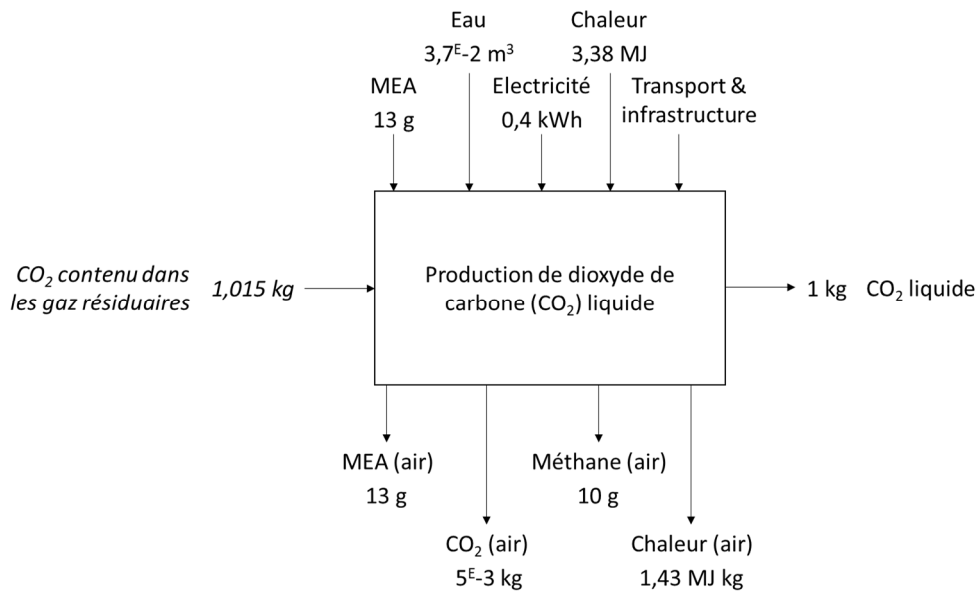 Eau
3,7ᴱ-2 m³
Chaleur
3,38 MJ
MEA
13 g
Electricité
0,4 kWh
Transport &
infrastructure
CO₂ contenu dans
les gaz résiduaires
1,015 kg
Production de dioxyde de
carbone (CO₂) liquide
1 kg CO₂ liquide
MEA (air)
13 g
Méthane (air)
10 g
CO₂ (air)
5ᴱ-3 kg
Chaleur (air)
1,43 MJ kg